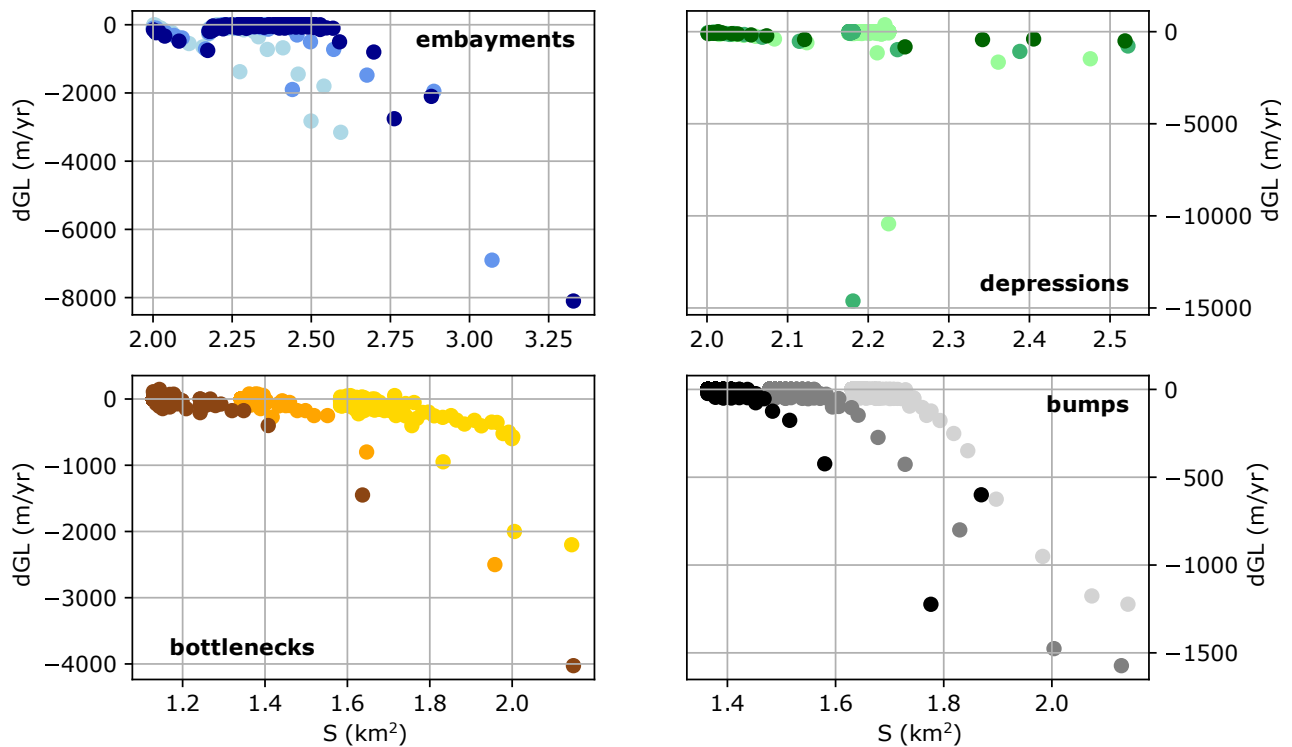 embayments
dGL (m/yr)
0
−2000
−4000
−6000
−8000
2.00 2.25 2.50 2.75 3.00 3.25
depressions
dGL (m/yr)
0
−5000
−10000
−15000
2.0 2.1 2.2 2.3 2.4 2.5
bottlenecks
dGL (m/yr)
0
−1000
−2000
−3000
−4000
1.2 1.4 1.6 1.8 2.0
S (km²)
bumps
dGL (m/yr)
0
−500
−1000
−1500
1.4 1.6 1.8 2.0
S (km²)